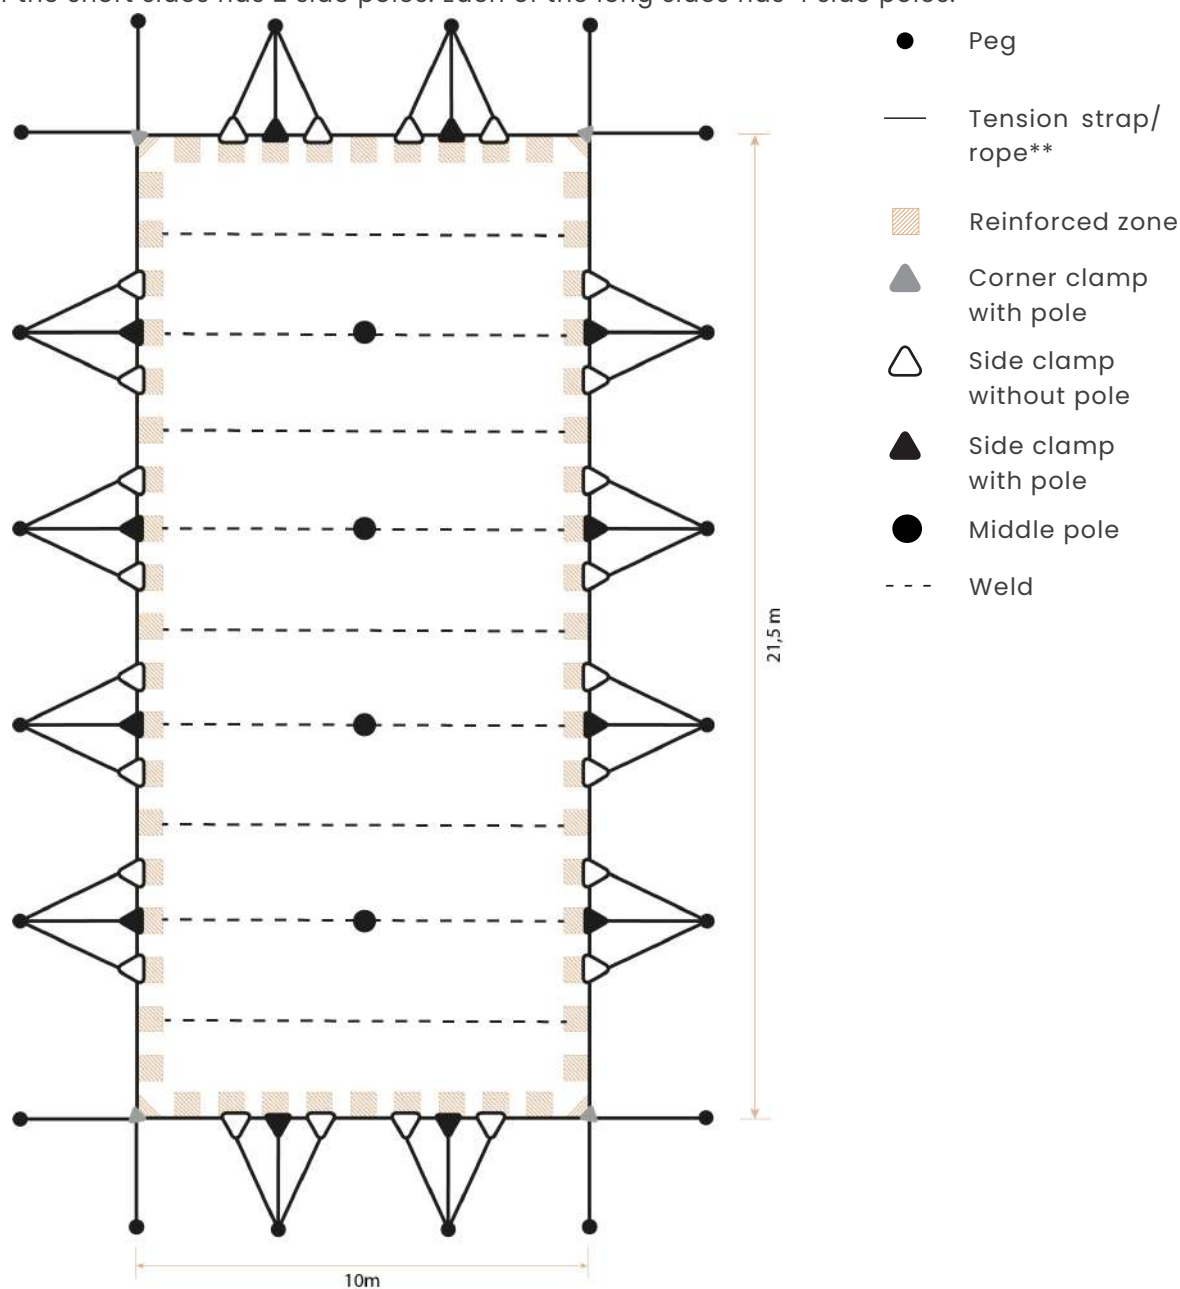 f the short sides has 2 side poles. Each of the long sides has 4 side poles.
Peg
Tension strap/
rope**
Reinforced zone
Corner clamp
with pole
Side clamp
without pole
Side clamp
with pole
Middle pole
Weld
21,5 m
10m